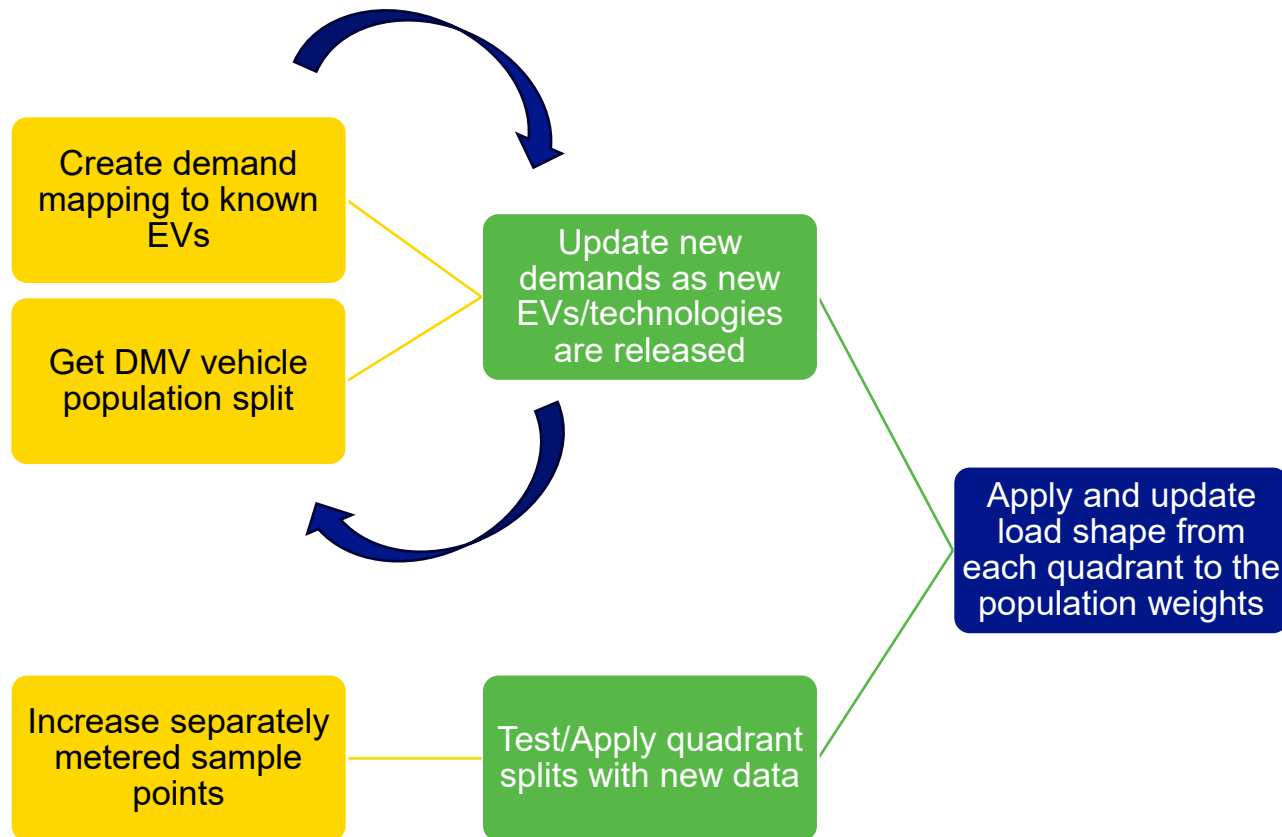 Create demand
mapping to known
EVs
Get DMV vehicle
population split
Update new
demands as new
EVs/technologies
are released
Increase separately
metered sample
points
Test/Apply quadrant
splits with new data
Apply and update
load shape from
each quadrant to the
population weights